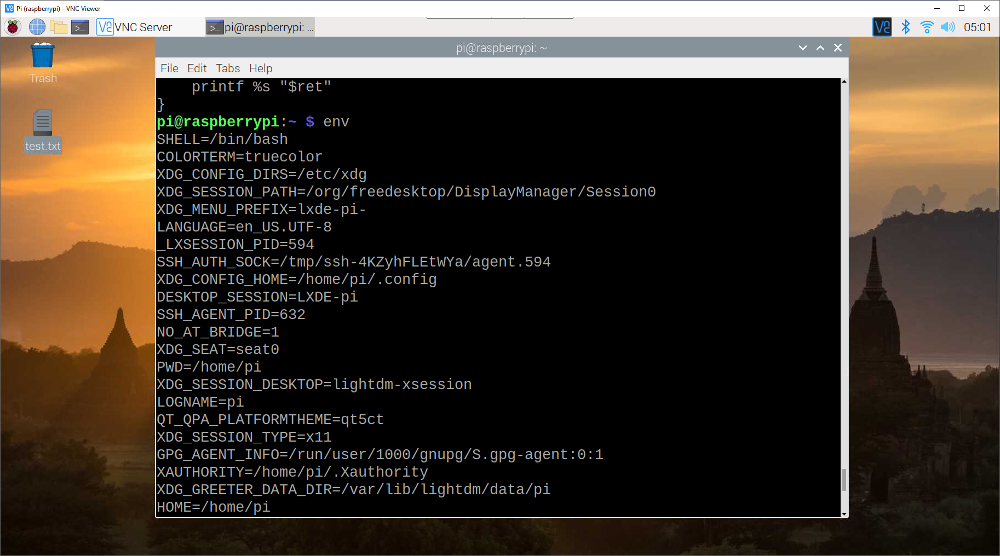 Pi (raspberrypi) - VNC Viewer
VNC Server
pi@raspberrypi: ...
05:01
Trash
test.txt
pi@raspberrypi: ~
File Edit Tabs Help
    printf %s "$ret"
}
pi@raspberrypi:~ $ env
SHELL=/bin/bash
COLORTERM=truecolor
XDG_CONFIG_DIRS=/etc/xdg
XDG_SESSION_PATH=/org/freedesktop/DisplayManager/Session0
XDG_MENU_PREFIX=lxde-pi-
LANGUAGE=en_US.UTF-8
_LXSESSION_PID=594
SSH_AUTH_SOCK=/tmp/ssh-4KZyhFLEtWYa/agent.594
XDG_CONFIG_HOME=/home/pi/.config
DESKTOP_SESSION=LXDE-pi
SSH_AGENT_PID=632
NO_AT_BRIDGE=1
XDG_SEAT=seat0
PWD=/home/pi
XDG_SESSION_DESKTOP=lightdm-xsession
LOGNAME=pi
QT_QPA_PLATFORMTHEME=qt5ct
XDG_SESSION_TYPE=x11
GPG_AGENT_INFO=/run/user/1000/gnupg/S.gpg-agent:0:1
XAUTHORITY=/home/pi/.Xauthority
XDG_GREETER_DATA_DIR=/var/lib/lightdm/data/pi
HOME=/home/pi